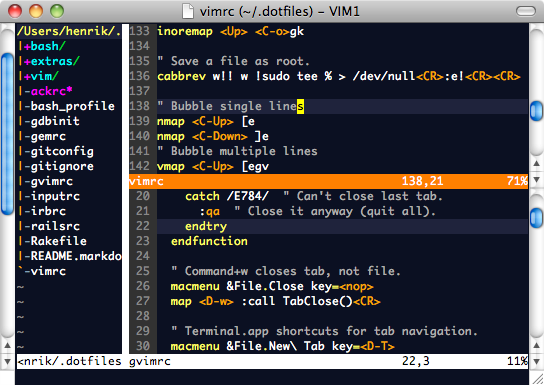 vimrc (~/.dotfiles) – VIM1
/Users/henrik/.
|+bash/
|+extras/
|+vim/
|-ackrc*
|-bash_profile
|-gdbinit
|-gemrc
|-gitconfig
|-gitignore
|-gvimrc
|-inputrc
|-irbrc
|-railsrc
|-Rakefile
|-README.markdo
`-vimrc
~
~
~
~
<nrik/.dotfiles
133 inoremap <Up> <C-o>gk
134
135 " Save a file as root.
136 cabbrev w!! w !sudo tee % > /dev/null<CR>:e!<CR><CR>
137
138 " Bubble single lines
139 nmap <C-Up> [e
140 nmap <C-Down> ]e
141 " Bubble multiple lines
142 vmap <C-Up> [egv
vimrc 138,21 71%
20 catch /E784/ " Can't close last tab.
21 :qa " Close it anyway (quit all).
22 endtry
23 endfunction
24
25 " Command+w closes tab, not file.
26 macmenu &File.Close key=<nop>
27 map <D-w> :call TabClose()<CR>
28
29 " Terminal.app shortcuts for tab navigation.
30 macmenu &File.New\ Tab key=<D-T>
gvimrc 22,3 11%